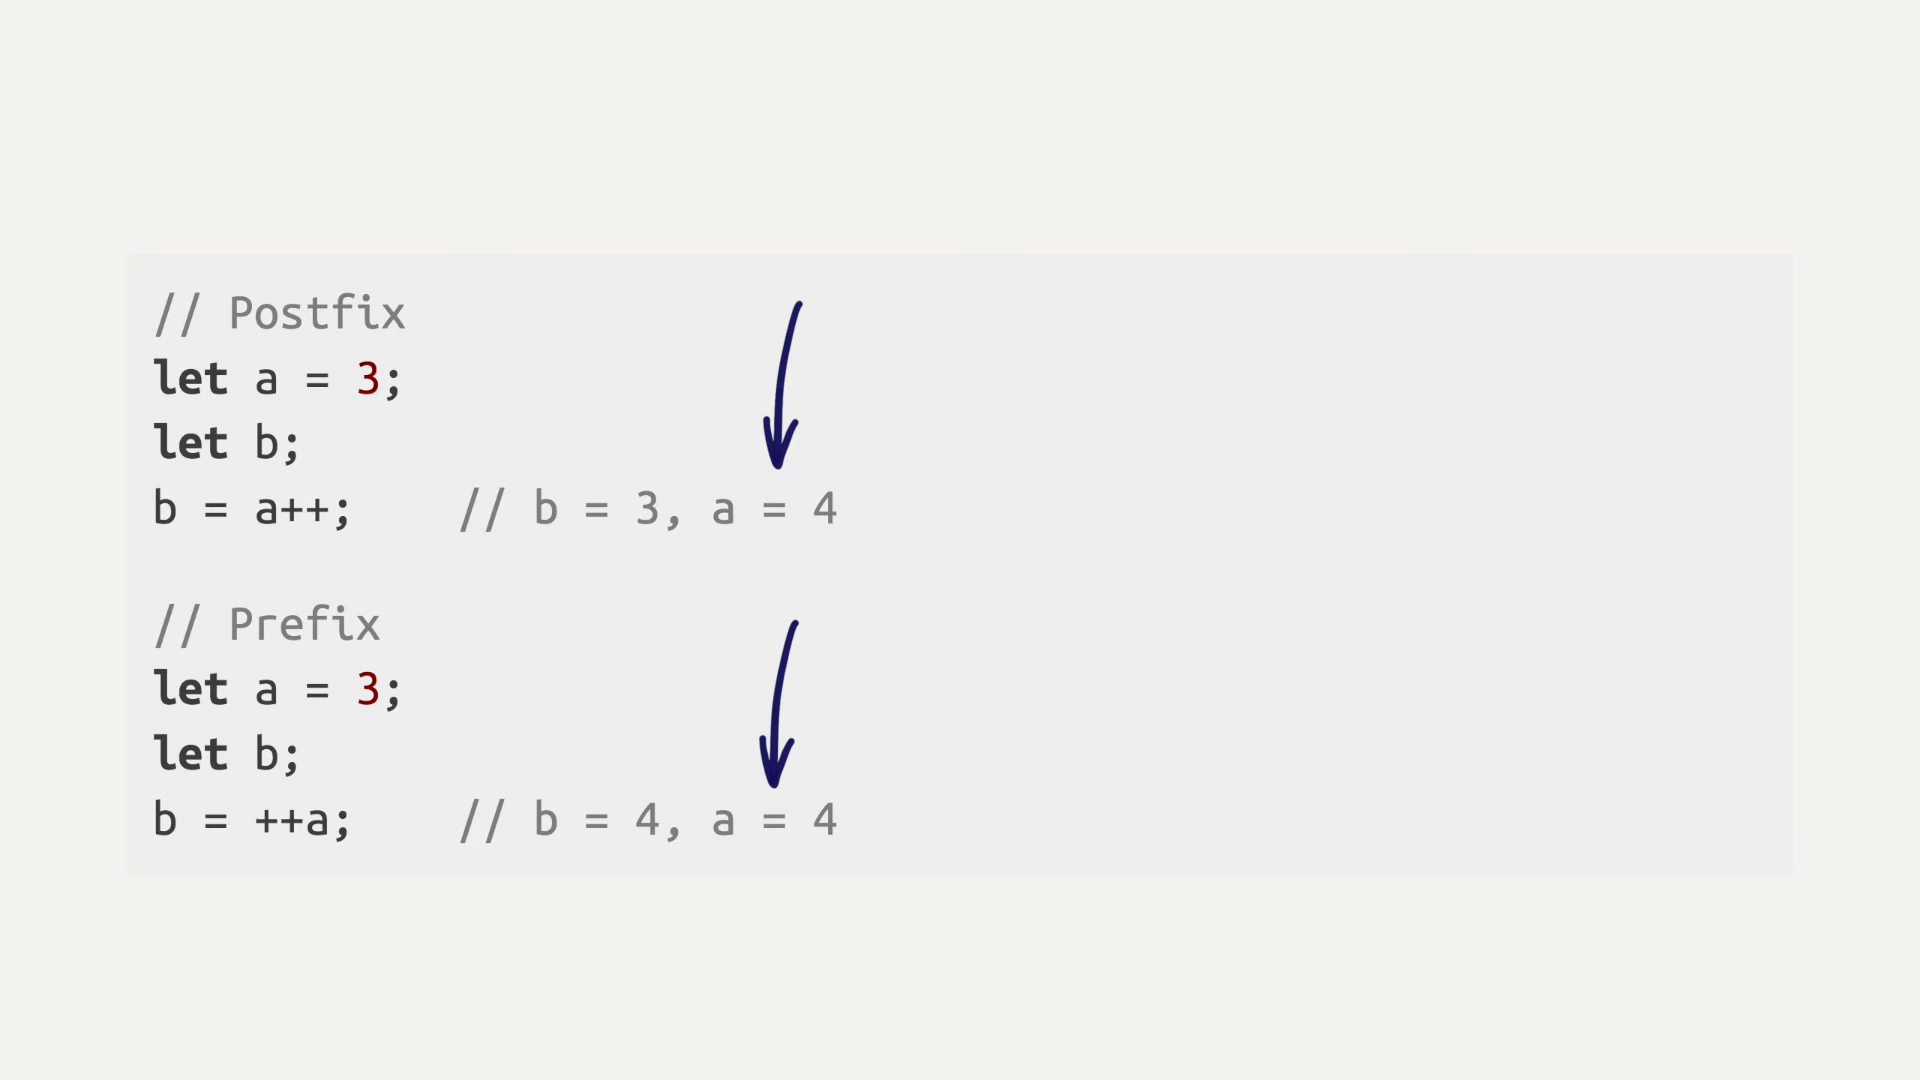 // Postfix
let a = 3;
let b;
b = a++;    // b = 3, a = 4
// Prefix
let a = 3;
let b;
b = ++a;    // b = 4, a = 4